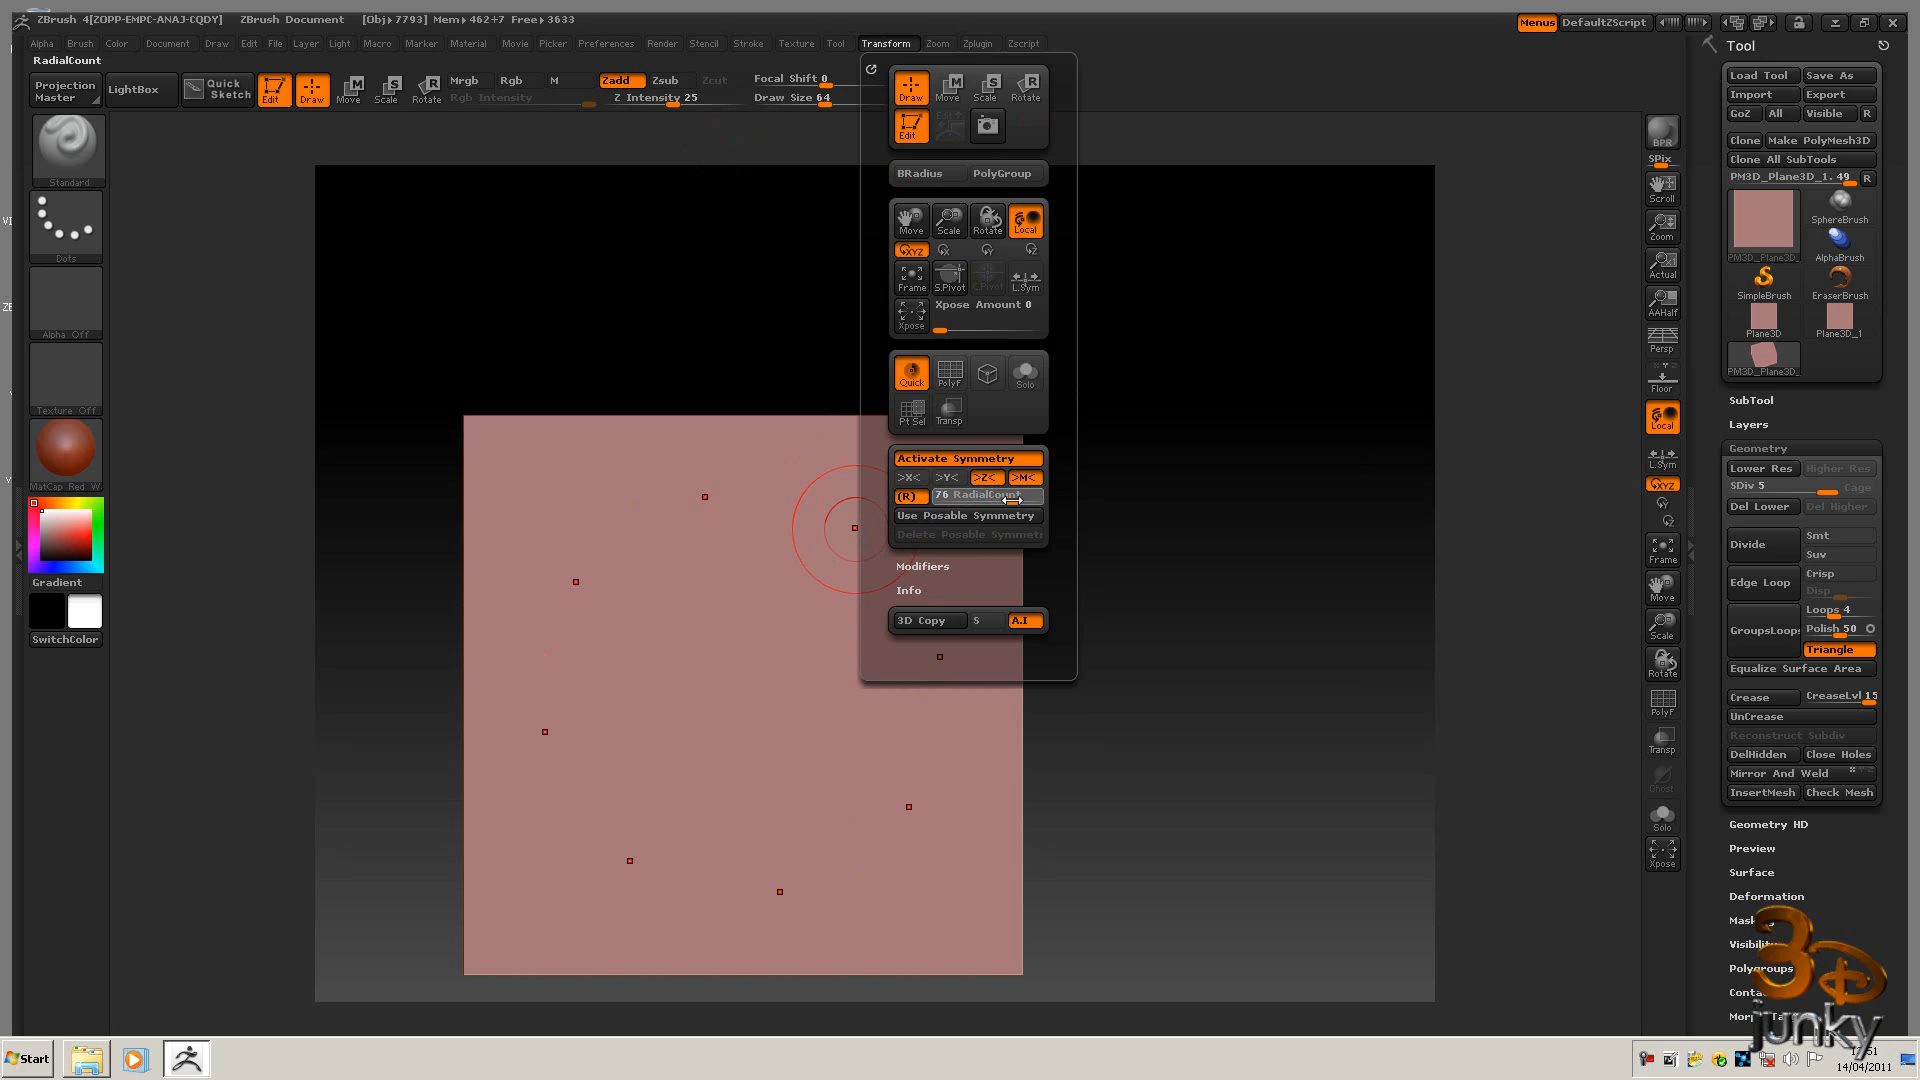 ZBrush 4[ZOPP-EMPC-ANAJ-CQDY] ZBrush Document [Obj▸7793] Mem▸462+7 Free▸3633 Menus DefaultZScript
Alpha Brush Color Document Draw Edit File Layer Light Macro Marker Material Movie Picker Preferences Render Stencil Stroke Texture Tool Transform Zoom Zplugin Zscript
RadialCount
Projection Master LightBox Quick Sketch Edit Draw Move Scale Rotate
Mrgb Rgb M Zadd Zsub Zcut
Rgb Intensity Z Intensity 25
Focal Shift 0
Draw Size 64
Standard
Dots
Alpha Off
Texture Off
MatCap Red W
Gradient
SwitchColor
Draw Move Scale Rotate
Edit
BRadius PolyGroup
Move Scale Rotate Local
XYZ
Frame S.Pivot C.Pivot L.Sym
Xpose Xpose Amount 0
Quick PolyF Solo
Pt Sel Transp
Activate Symmetry
>X< >Y< >Z< >M<
(R) 76 RadialCount
Use Posable Symmetry
Delete Posable Symmetr
Modifiers
Info
3D Copy S A.I
BPR
SPix
Scroll
Zoom
Actual
AAHalf
Persp
Floor
Local
L.Sym
XYZ
Frame
Move
Scale
Rotate
PolyF
Transp
Ghost
Solo
Xpose
Tool
Load Tool Save As
Import Export
GoZ All Visible R
Clone Make PolyMesh3D
Clone All SubTools
PM3D_Plane3D_1. 49 R
SphereBrush
PM3D_Plane3D_ AlphaBrush
SimpleBrush EraserBrush
Plane3D Plane3D_1
PM3D_Plane3D_
SubTool
Layers
Geometry
Lower Res Higher Res
SDiv 5 Cage
Del Lower Del Higher
Divide Smt
Suv
Edge Loop Crisp
Disp
GroupsLoops Loops 4
Polish 50
Triangle
Equalize Surface Area
Crease CreaseLvl 15
UnCrease
Reconstruct Subdiv
DelHidden Close Holes
Mirror And Weld
InsertMesh Check Mesh
Geometry HD
Preview
Surface
Deformation
Visibility
Polygroups
3D
junky
Start
14/04/2011